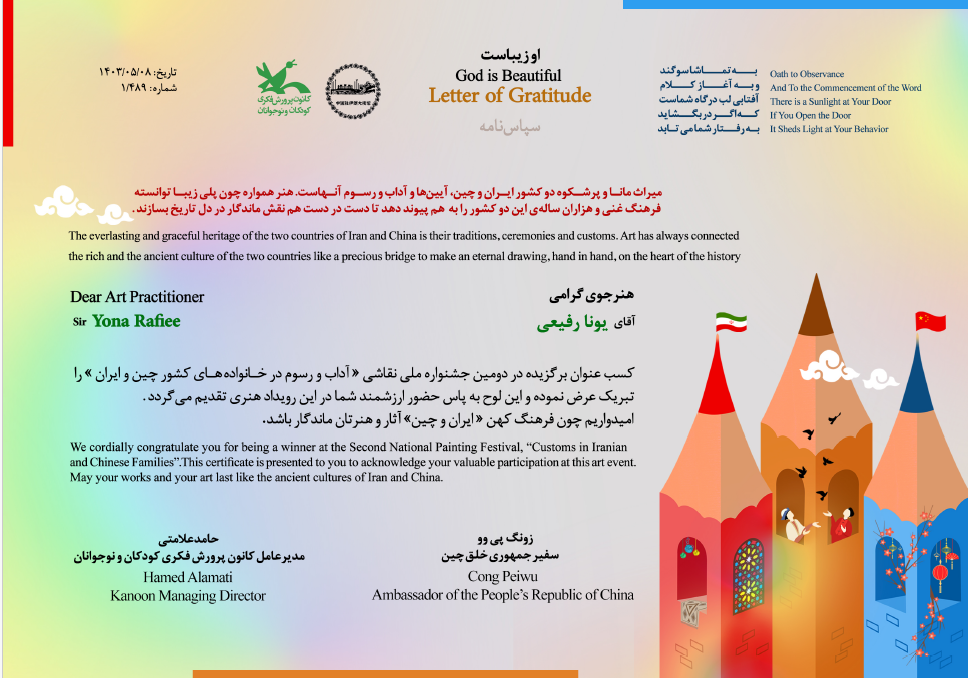 او زیباست
God is Beautiful
Letter of Gratitude
سپاس‌نامه
تاریخ: ۱۴۰۳/۰۵/۰۸
شماره: ۱/۴۸۹
کانون پرورش فکری
کودکان و نوجوانان
به تماشا سوگند
و به آغاز کلام
آفتابی لب درگاه شماست
که اگر در بگشاید
به رفتار شما می تابد
Oath to Observance
And To the Commencement of the Word
There is a Sunlight at Your Door
If You Open the Door
It Sheds Light at Your Behavior
میراث مانا و پرشکوه دو کشور ایران و چین، آیین‌ها و آداب و رسوم آنهاست. هنر همواره چون پلی زیبا توانسته
فرهنگ غنی و هزاران ساله‌ی این دو کشور را به هم پیوند دهد تا دست در دست هم نقش ماندگار در دل تاریخ بسازند.
The everlasting and graceful heritage of the two countries of Iran and China is their traditions, ceremonies and customs. Art has always connected
the rich and the ancient culture of the two countries like a precious bridge to make an eternal drawing, hand in hand, on the heart of the history
هنرجوی گرامی
آقای یونا رفیعی
Dear Art Practitioner
Sir Yona Rafiee
کسب عنوان برگزیده در دومین جشنواره ملی نقاشی « آداب و رسوم در خانواده‌های کشور چین و ایران » را
تبریک عرض نموده و این لوح به پاس حضور ارزشمند شما در این رویداد هنری تقدیم می‌گردد.
امیدواریم چون فرهنگ کهن « ایران و چین» آثار و هنرتان ماندگار باشد.
We cordially congratulate you for being a winner at the Second National Painting Festival, “Customs in Iranian
and Chinese Families”.This certificate is presented to you to acknowledge your valuable participation at this art event.
May your works and your art last like the ancient cultures of Iran and China.
حامد علامتی
مدیرعامل کانون پرورش فکری کودکان و نوجوانان
Hamed Alamati
Kanoon Managing Director
زونگ پی وو
سفیر جمهوری خلق چین
Cong Peiwu
Ambassador of the People’s Republic of China